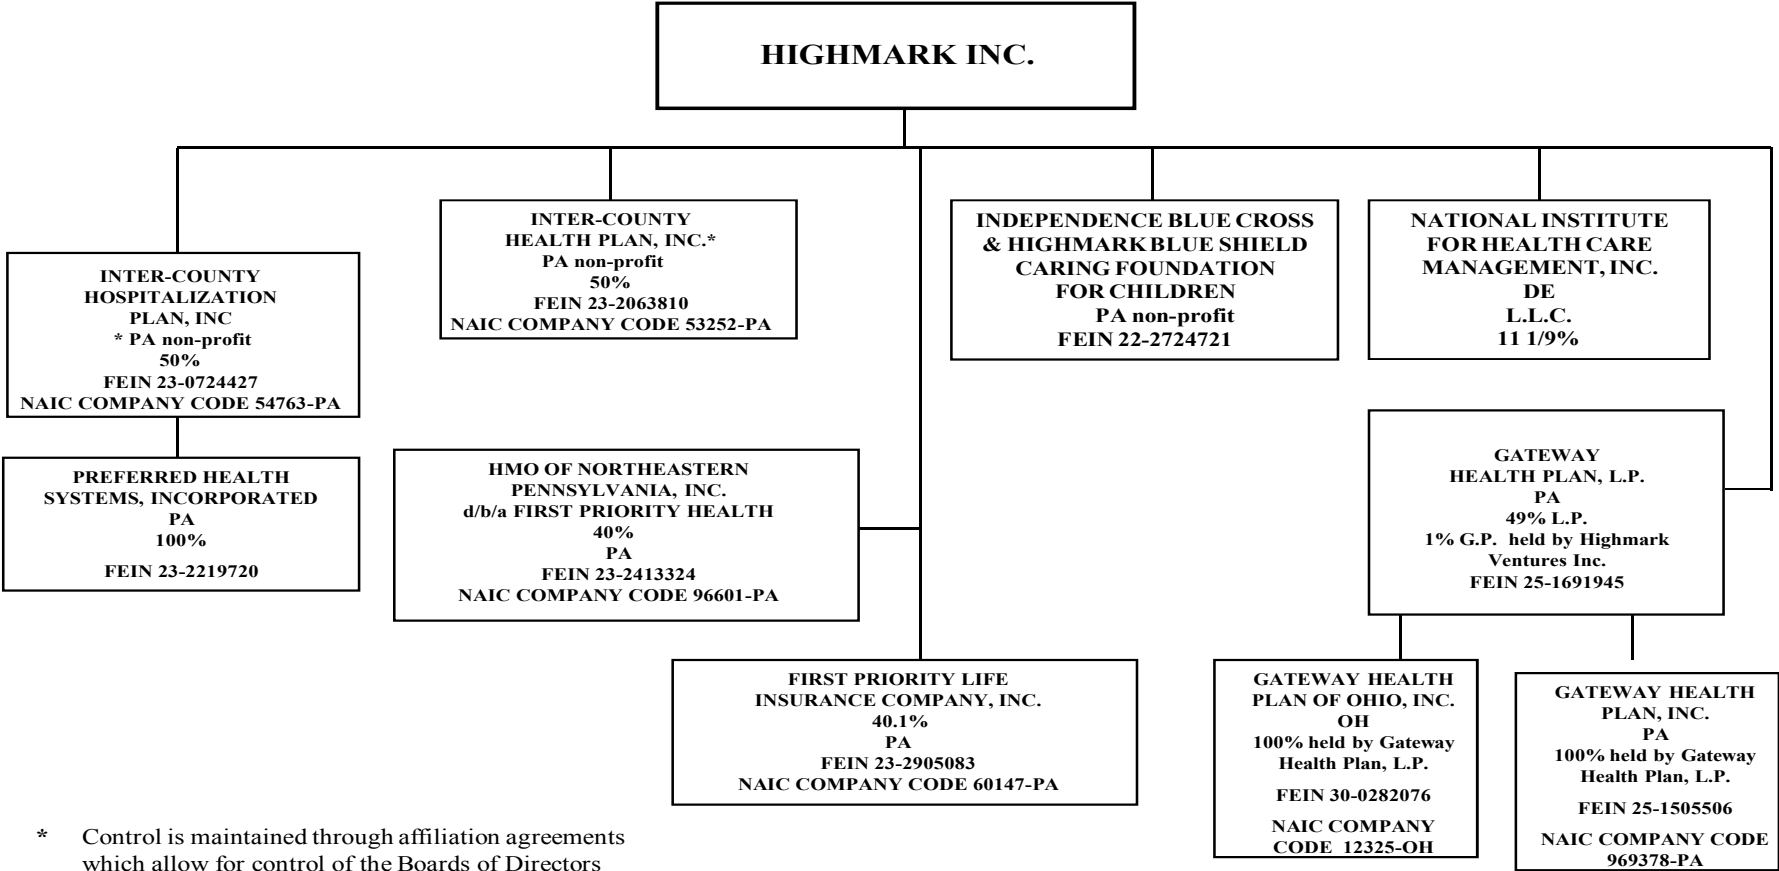 HIGHMARK INC.
INTER-COUNTY
HOSPITALIZATION
PLAN, INC
* PA non-profit
50%
FEIN 23-0724427
NAIC COMPANY CODE 54763-PA
INTER-COUNTY
HEALTH PLAN, INC.*
PA non-profit
50%
FEIN 23-2063810
NAIC COMPANY CODE 53252-PA
INDEPENDENCE BLUE CROSS
& HIGHMARK BLUE SHIELD
CARING FOUNDATION
FOR CHILDREN
PA non-profit
FEIN 22-2724721
NATIONAL INSTITUTE
FOR HEALTH CARE
MANAGEMENT, INC.
DE
L.L.C.
11 1/9%
PREFERRED HEALTH
SYSTEMS, INCORPORATED
PA
100%
FEIN 23-2219720
HMO OF NORTHEASTERN
PENNSYLVANIA, INC.
d/b/a FIRST PRIORITY HEALTH
40%
PA
FEIN 23-2413324
NAIC COMPANY CODE 96601-PA
GATEWAY
HEALTH PLAN, L.P.
PA
49% L.P.
1% G.P. held by Highmark
Ventures Inc.
FEIN 25-1691945
FIRST PRIORITY LIFE
INSURANCE COMPANY, INC.
40.1%
PA
FEIN 23-2905083
NAIC COMPANY CODE 60147-PA
GATEWAY HEALTH
PLAN OF OHIO, INC.
OH
100% held by Gateway
Health Plan, L.P.
FEIN 30-0282076
NAIC COMPANY
CODE 12325-OH
GATEWAY HEALTH
PLAN, INC.
PA
100% held by Gateway
Health Plan, L.P.
FEIN 25-1505506
NAIC COMPANY CODE
969378-PA
* Control is maintained through affiliation agreements
which allow for control of the Boards of Directors